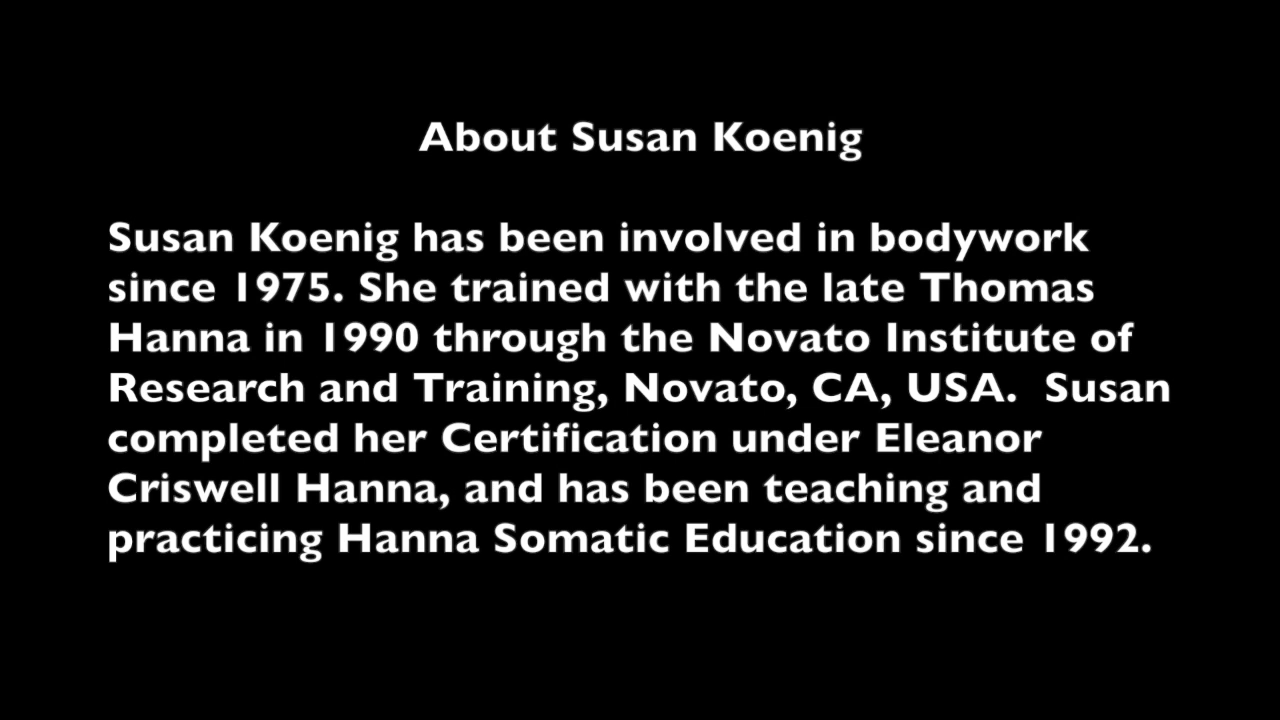 About Susan Koenig
Susan Koenig has been involved in bodywork
since 1975. She trained with the late Thomas
Hanna in 1990 through the Novato Institute of
Research and Training, Novato, CA, USA.  Susan
completed her Certification under Eleanor
Criswell Hanna, and has been teaching and
practicing Hanna Somatic Education since 1992.